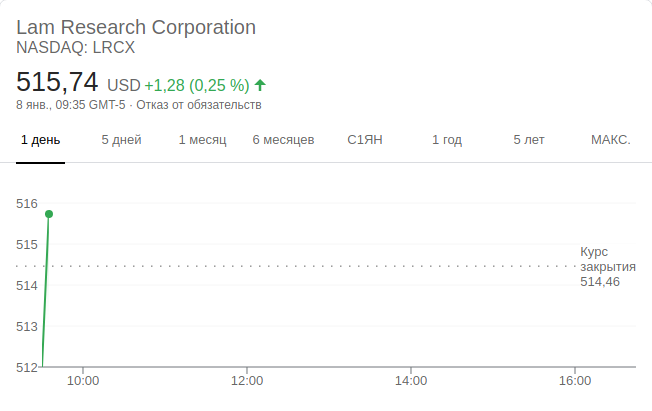 Lam Research Corporation
NASDAQ: LRCX
515,74 USD +1,28 (0,25 %)
8 янв., 09:35 GMT-5 · Отказ от обязательств
1 день 5 дней 1 месяц 6 месяцев С1ЯН 1 год 5 лет МАКС.
516
515
Курс
закрытия
514,46
514
513
512
10:00 12:00 14:00 16:00